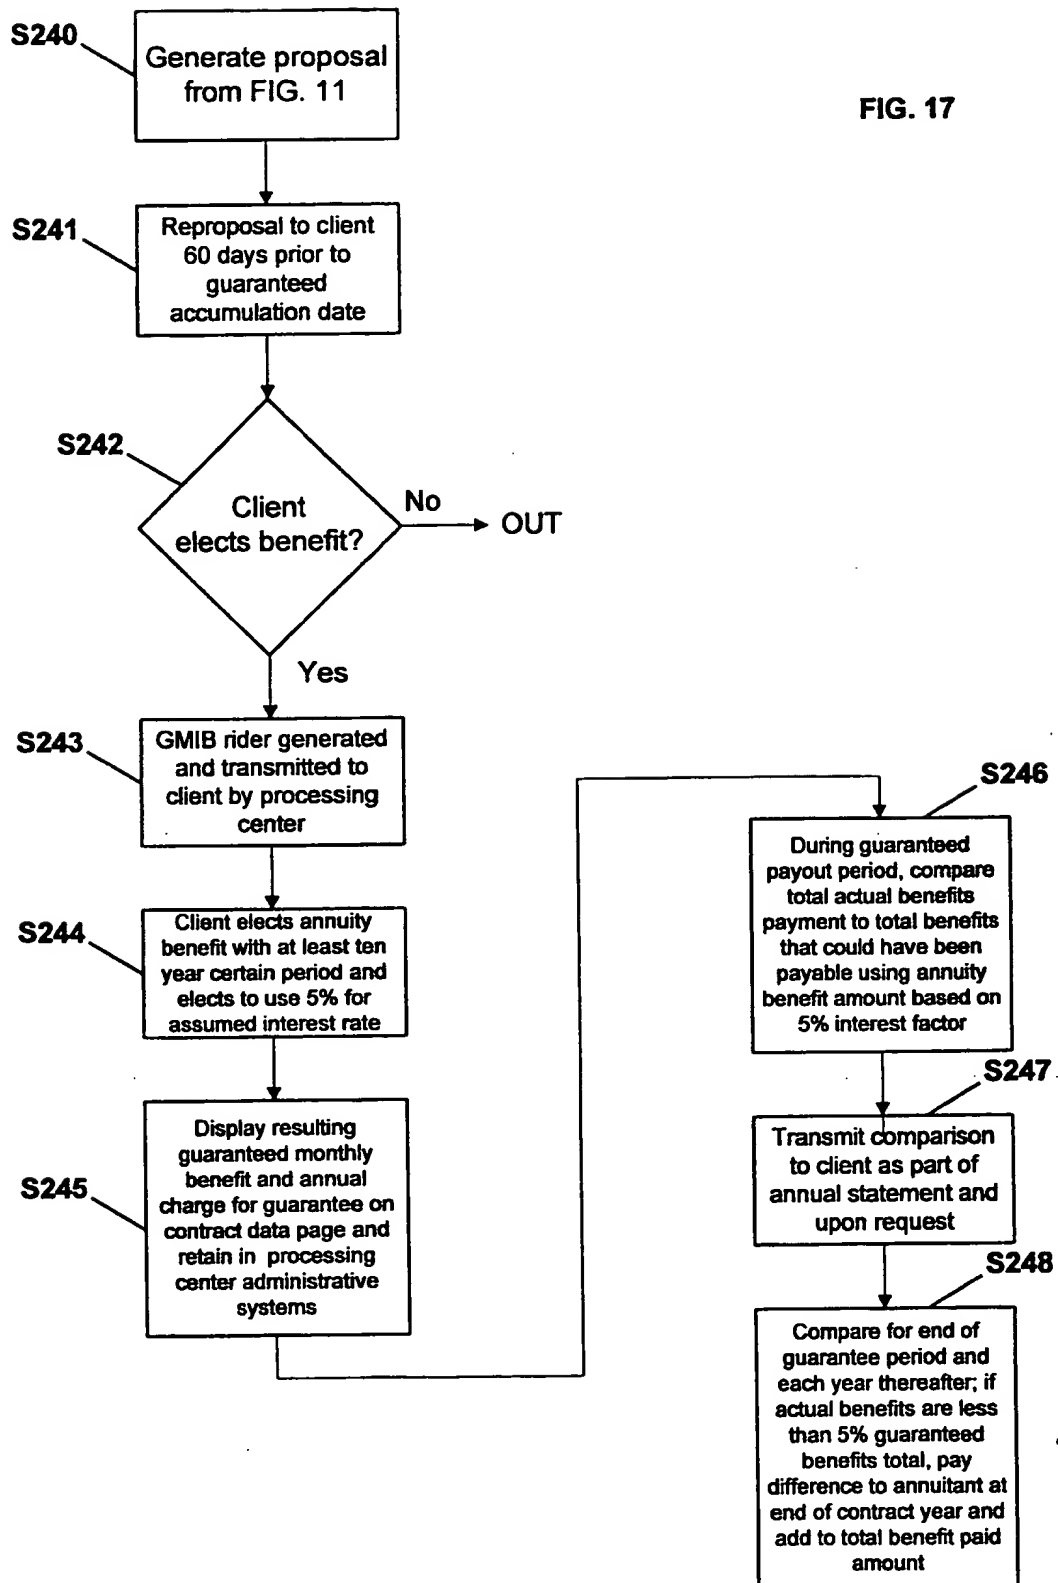 FIG. 17
S240
Generate proposal
from FIG. 11
S241
Reproposal to client
60 days prior to
guaranteed
accumulation date
S242
Client
elects benefit?
No
OUT
Yes
S243
GMIB rider generated
and transmitted to
client by processing
center
S244
Client elects annuity
benefit with at least ten
year certain period and
elects to use 5% for
assumed interest rate
S245
Display resulting
guaranteed monthly
benefit and annual
charge for guarantee on
contract data page and
retain in processing
center administrative
systems
S246
During guaranteed
payout period, compare
total actual benefits
payment to total benefits
that could have been
payable using annuity
benefit amount based on
5% interest factor
S247
Transmit comparison
to client as part of
annual statement and
upon request
S248
Compare for end of
guarantee period and
each year thereafter; if
actual benefits are less
than 5% guaranteed
benefits total, pay
difference to annuitant at
end of contract year and
add to total benefit paid
amount